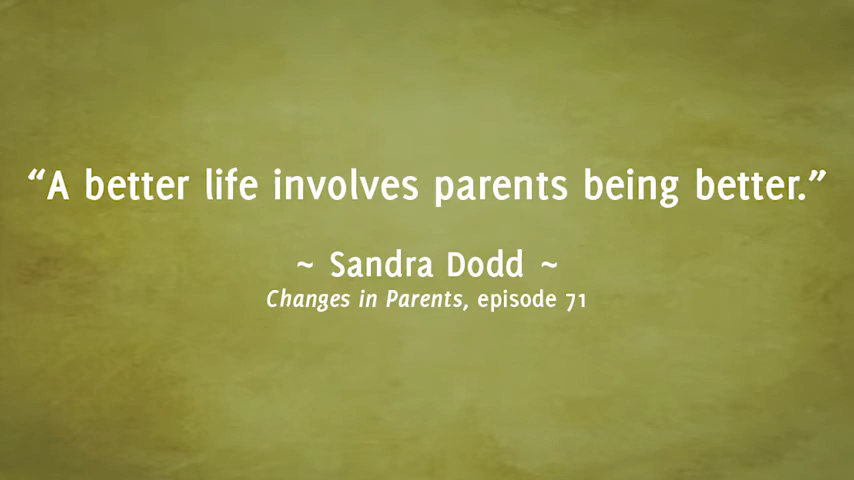 “A better life involves parents being better.”
~ Sandra Dodd ~
Changes in Parents, episode 71